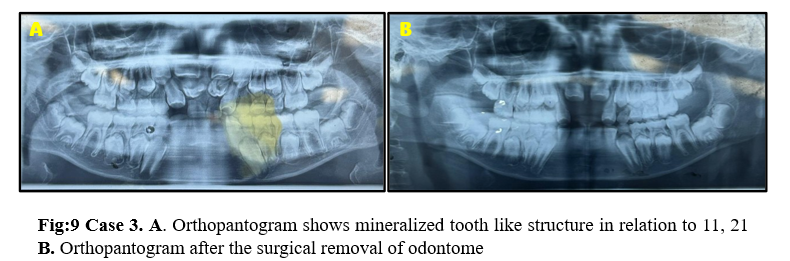 A
B
Fig:9 Case 3. A. Orthopantogram shows mineralized tooth like structure in relation to 11, 21
B. Orthopantogram after the surgical removal of odontome